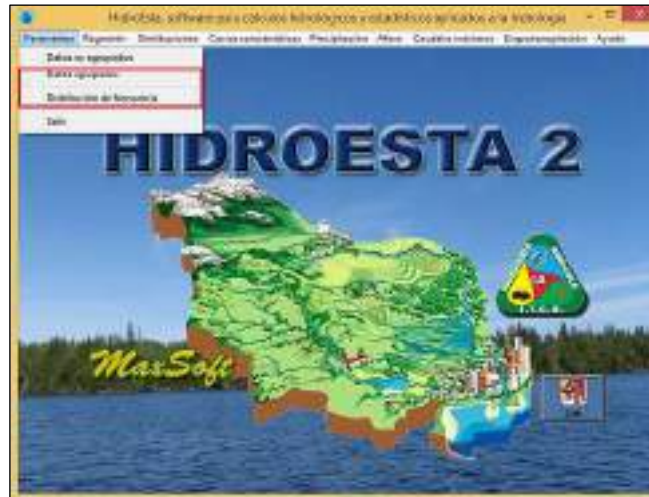 HidroEsta, software para cálculos hidrológicos y estadísticos aplicados a la hidrología
Parámetros Regresión Distribuciones Curvas características Precipitación Aforo Caudales máximos Evapotranspiración Ayuda
Datos no agrupados
Datos agrupados
Distribución de frecuencia
Salir
HIDROESTA 2
MaxSoft